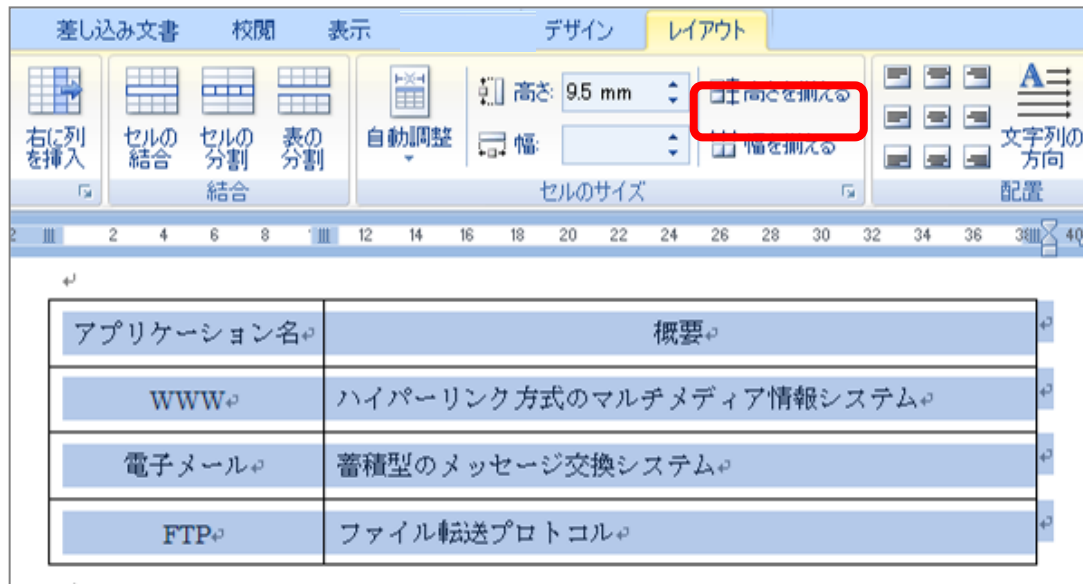 差し込み文書 校閲 表示 デザイン レイアウト
高さ: 9.5 mm 高さを揃える
幅: 幅を揃える
右に列を挿入 セルの結合 セルの分割 表の分割 自動調整 文字列の方向
結合 セルのサイズ 配置
2 2 4 6 8 12 14 16 18 20 22 24 26 28 30 32 34 36 38 40
アプリケーション名 概要
WWW ハイパーリンク方式のマルチメディア情報システム
電子メール 蓄積型のメッセージ交換システム
FTP ファイル転送プロトコル